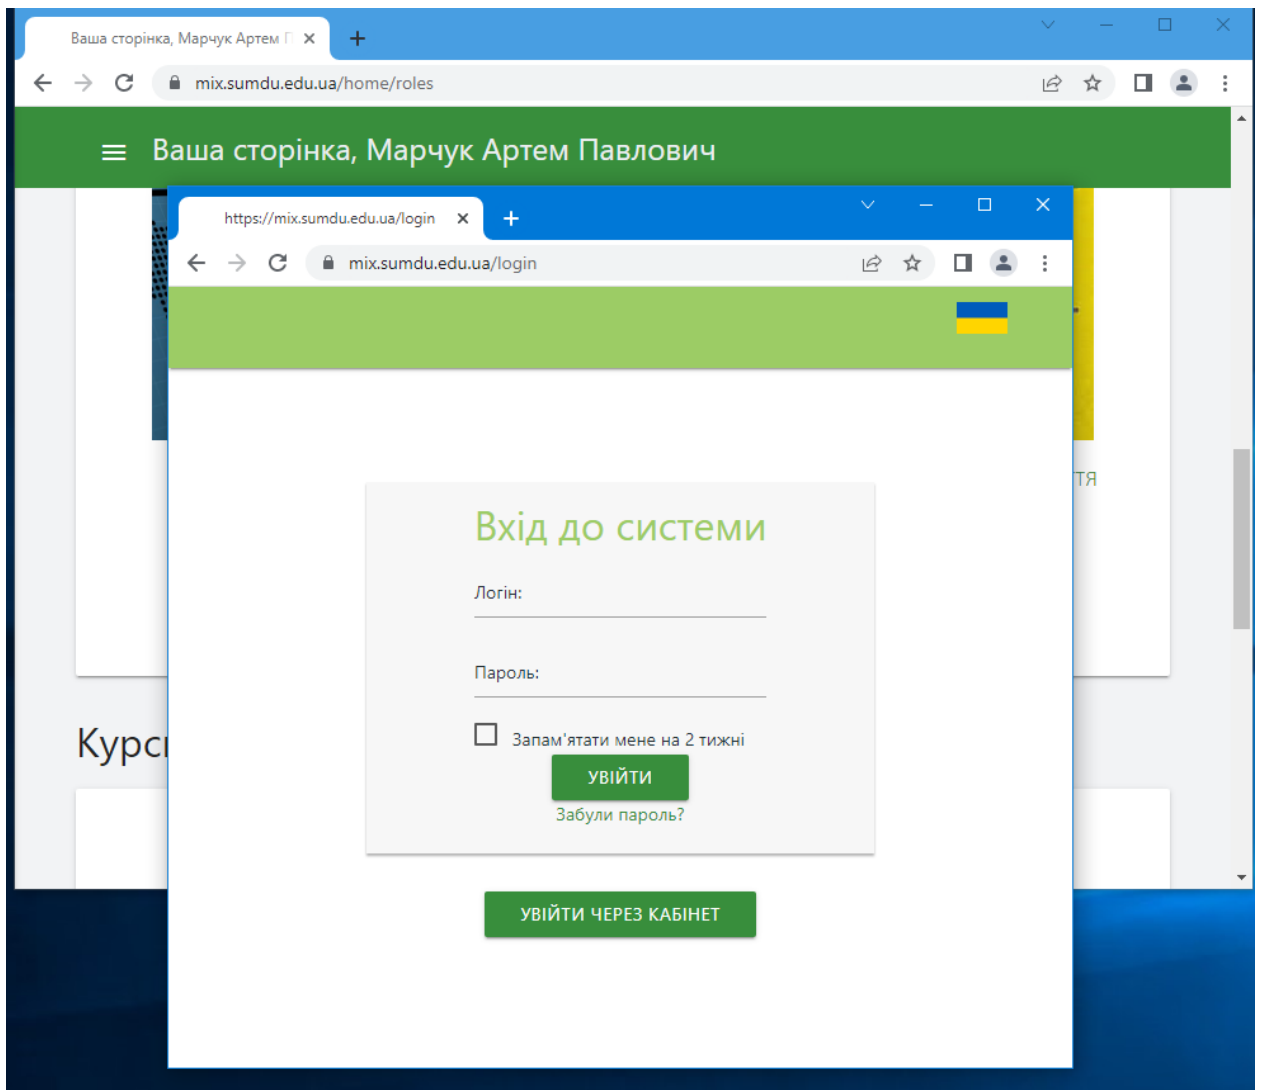 Ваша сторінка, Марчук Артем П
mix.sumdu.edu.ua/home/roles
Ваша сторінка, Марчук Артем Павлович
https://mix.sumdu.edu.ua/login
mix.sumdu.edu.ua/login
Вхід до системи
Логін:
Пароль:
Запам'ятати мене на 2 тижні
УВІЙТИ
Забули пароль?
УВІЙТИ ЧЕРЕЗ КАБІНЕТ